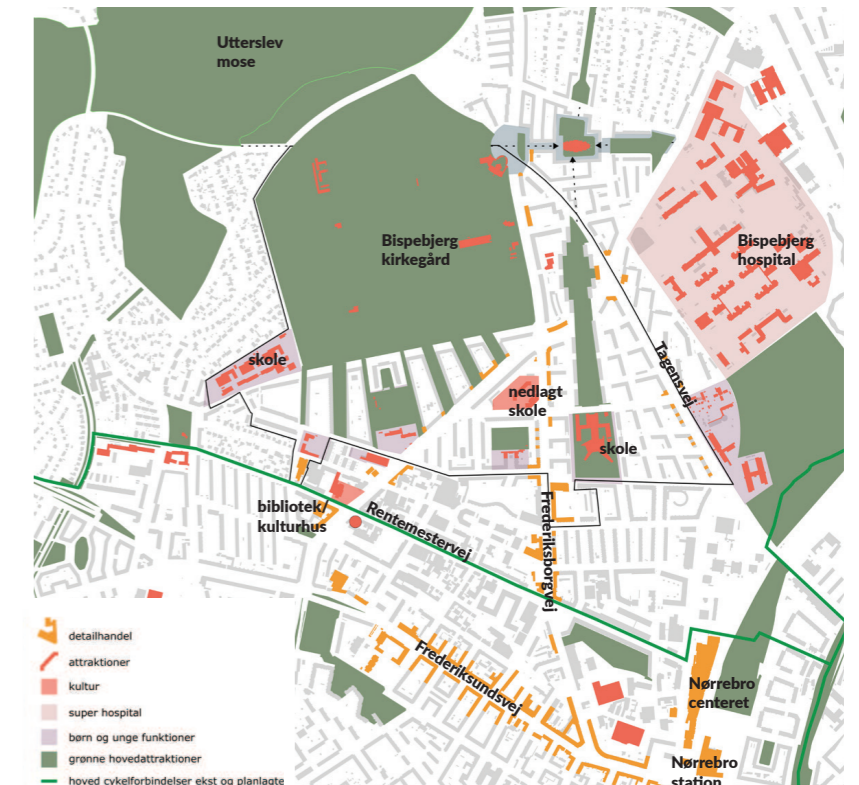 Utterslev
mose
Bispebjerg
kirkegård
Bispebjerg
hospital
skole
nedlagt
skole
Tagensvej
skole
bibliotek/
kulturhus
Rentemestervej
Frederiksborgvej
Frederiksundsvej
Nørrebro
centeret
Nørrebro
station
detailhandel
attraktioner
kultur
super hospital
børn og unge funktioner
grønne hovedattraktioner
hoved cykelforbindelser ekst og planlagte